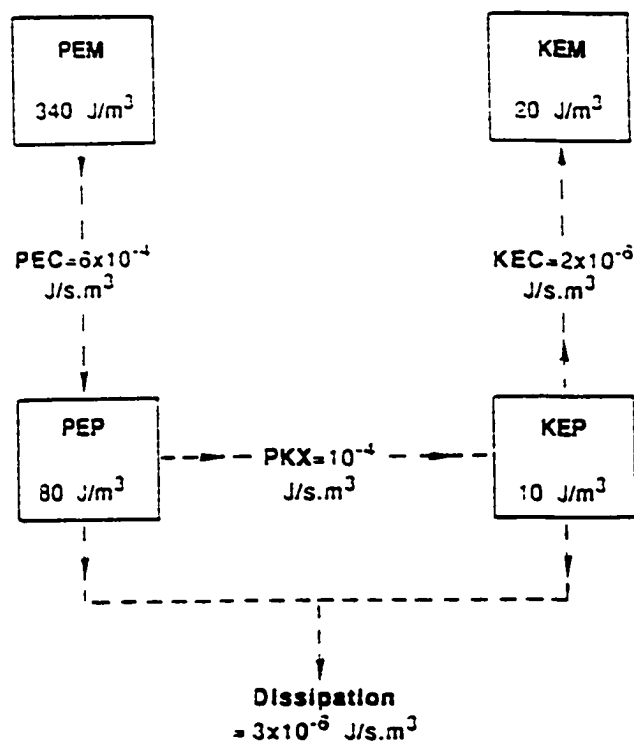 PEM
340 J/m³
KEM
20 J/m³
PEC=6x10⁻⁴
J/s.m³
KEC=2x10⁻⁶
J/s.m³
PEP
80 J/m³
PKX=10⁻⁴
J/s.m³
KEP
10 J/m³
Dissipation
= 3x10⁻⁶ J/s.m³